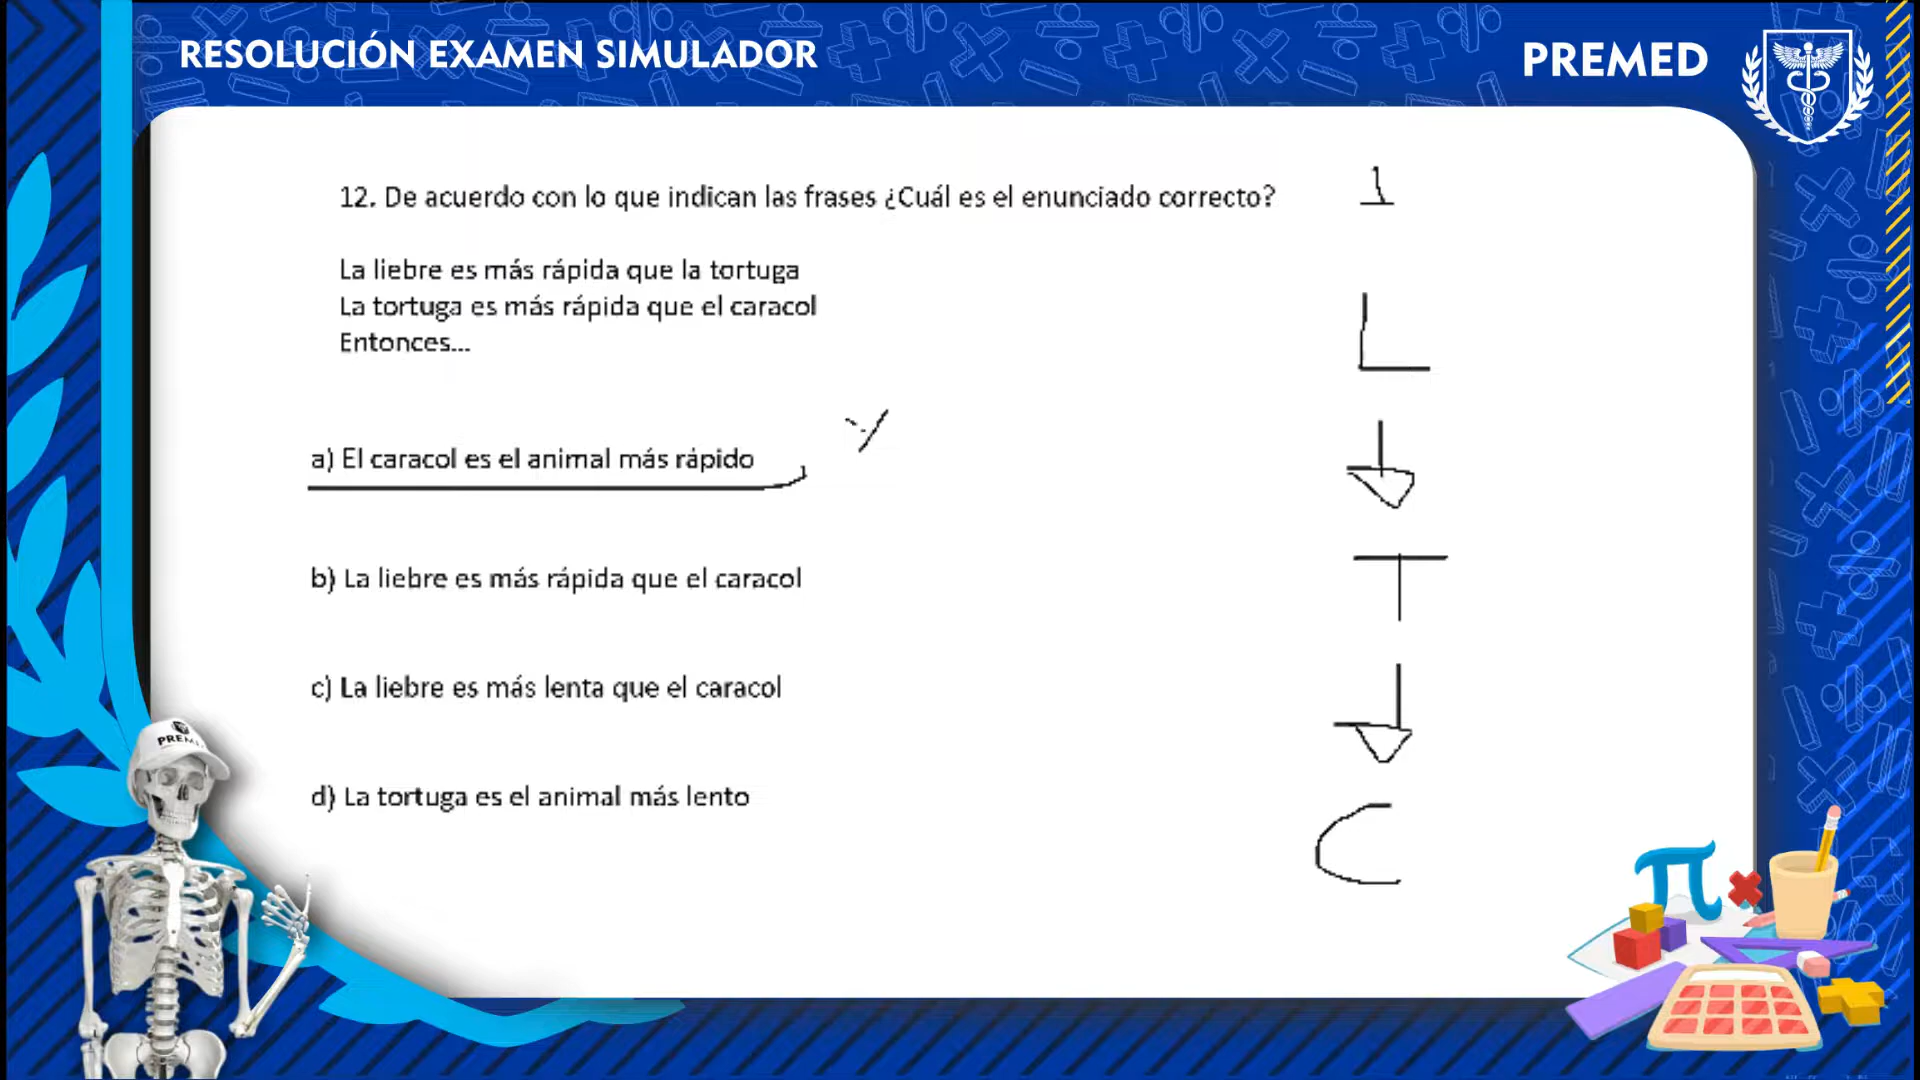 RESOLUCIÓN EXAMEN SIMULADOR
PREMED
12. De acuerdo con lo que indican las frases ¿Cuál es el enunciado correcto?
1
La liebre es más rápida que la tortuga
La tortuga es más rápida que el caracol
Entonces...
L
a) El caracol es el animal más rápido
b) La liebre es más rápida que el caracol
T
c) La liebre es más lenta que el caracol
d) La tortuga es el animal más lento
C
π